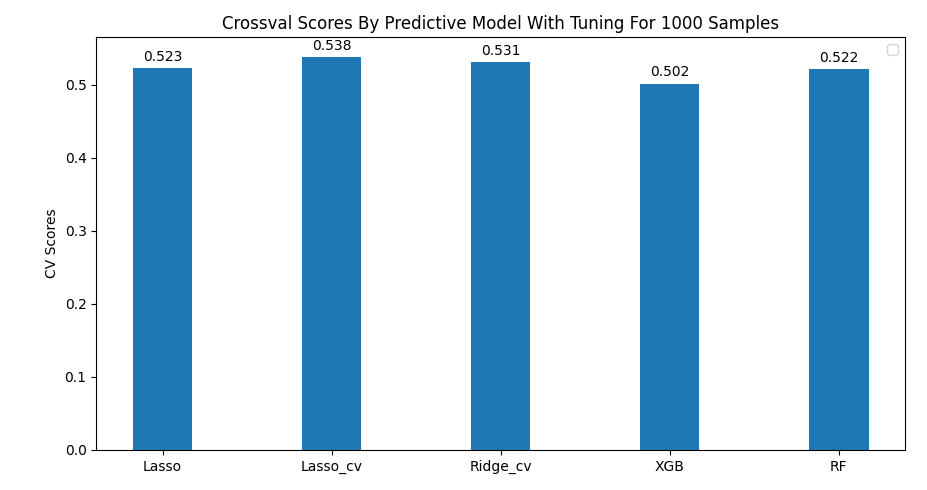 Crossval Scores By Predictive Model With Tuning For 1000 Samples
0.523
0.538
0.531
0.502
0.522
CV Scores
0.5
0.4
0.3
0.2
0.1
0.0
Lasso
Lasso_cv
Ridge_cv
XGB
RF